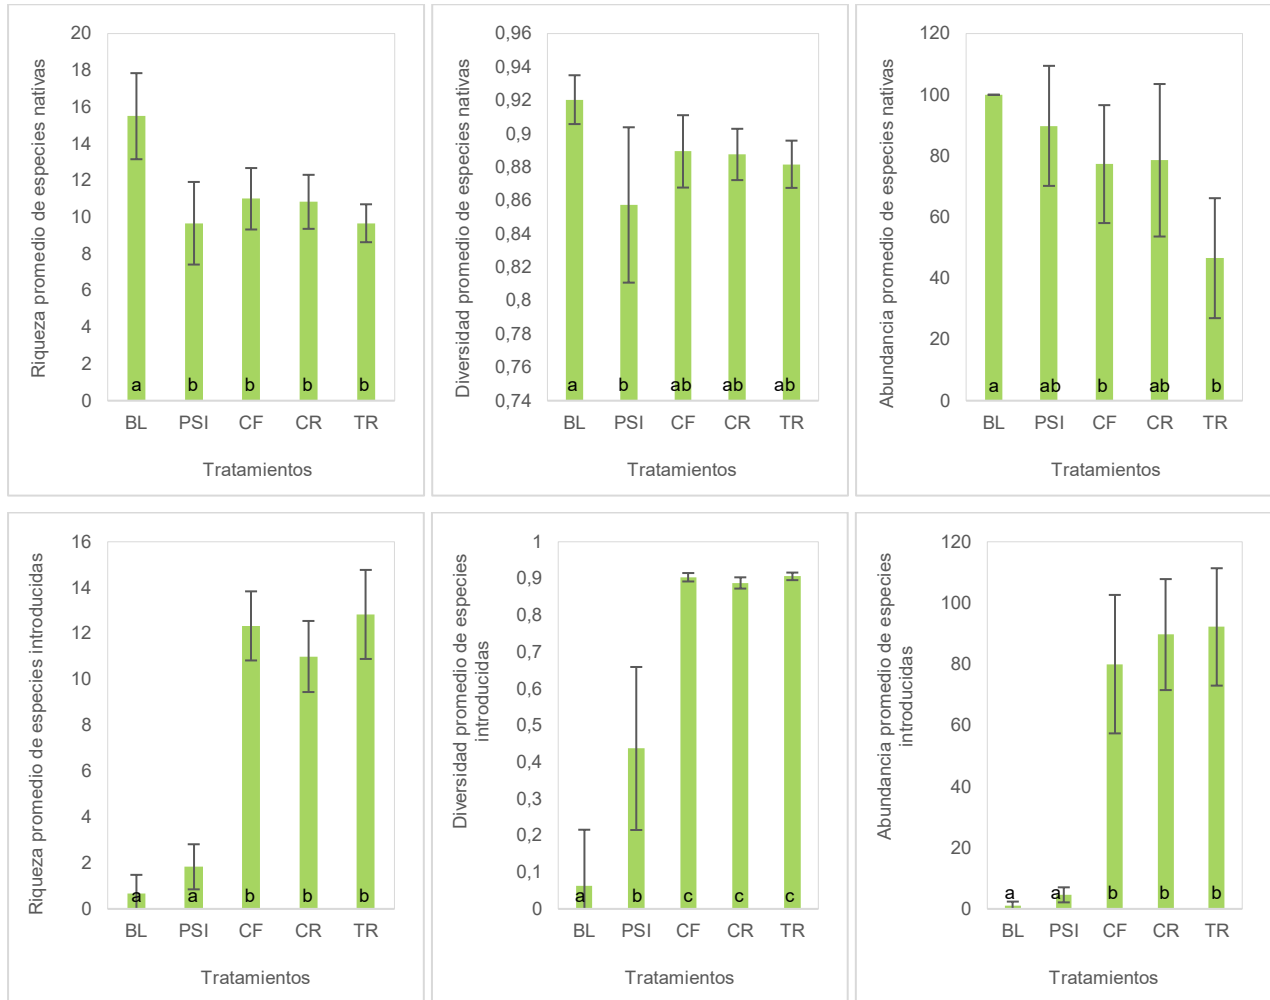 Riqueza promedio de especies nativas
20
18
16
14
12
10
8
6
4
2
0
a b b b b
BL PSI CF CR TR
Tratamientos
Diversidad promedio de especies nativas
0,96
0,94
0,92
0,9
0,88
0,86
0,84
0,82
0,8
0,78
0,76
0,74
a b ab ab ab
BL PSI CF CR TR
Tratamientos
Abundancia promedio de especies nativas
120
100
80
60
40
20
0
a ab b ab b
BL PSI CF CR TR
Tratamientos
Riqueza promedio de especies introducidas
16
14
12
10
8
6
4
2
0
a a b b b
BL PSI CF CR TR
Tratamientos
Diversidad promedio de especies
introducidas
1
0,9
0,8
0,7
0,6
0,5
0,4
0,3
0,2
0,1
0
a b c c c
BL PSI CF CR TR
Tratamientos
Abundancia promedio de especies
introducidas
120
100
80
60
40
20
0
a a b b b
BL PSI CF CR TR
Tratamientos